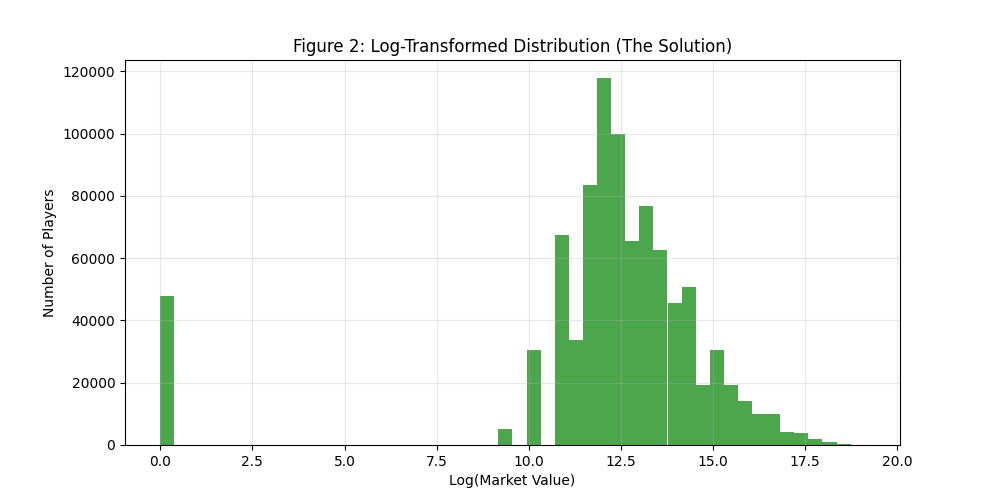 Figure 2: Log-Transformed Distribution (The Solution)
120000
100000
80000
60000
40000
20000
0
Number of Players
0.0 2.5 5.0 7.5 10.0 12.5 15.0 17.5 20.0
Log(Market Value)